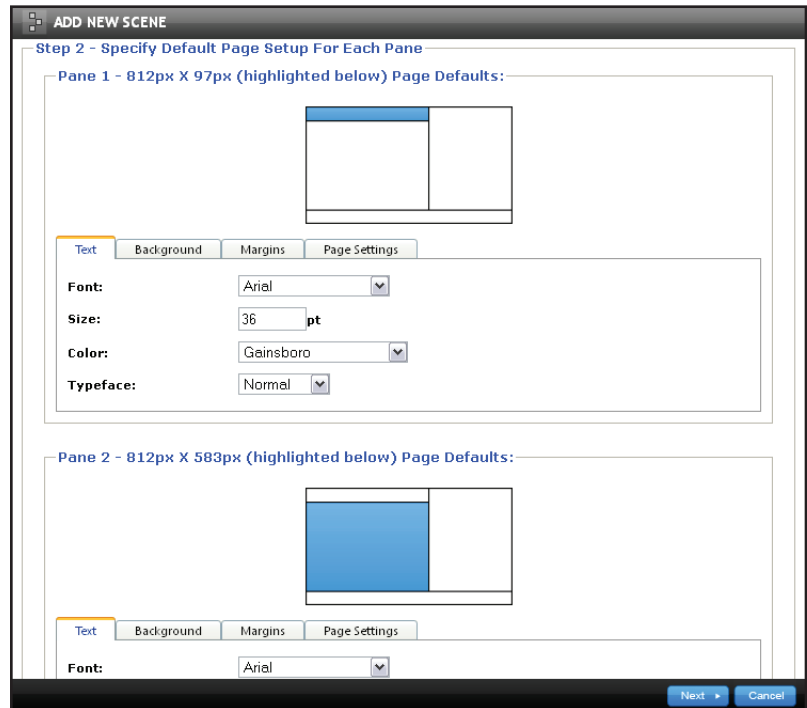 ADD NEW SCENE
Step 2 - Specify Default Page Setup For Each Pane
Pane 1 - 812px X 97px (highlighted below) Page Defaults:
Text Background Margins Page Settings
Font: Arial
Size: 36 pt
Color: Gainsboro
Typeface: Normal
Pane 2 - 812px X 583px (highlighted below) Page Defaults:
Text Background Margins Page Settings
Font: Arial
Next Cancel